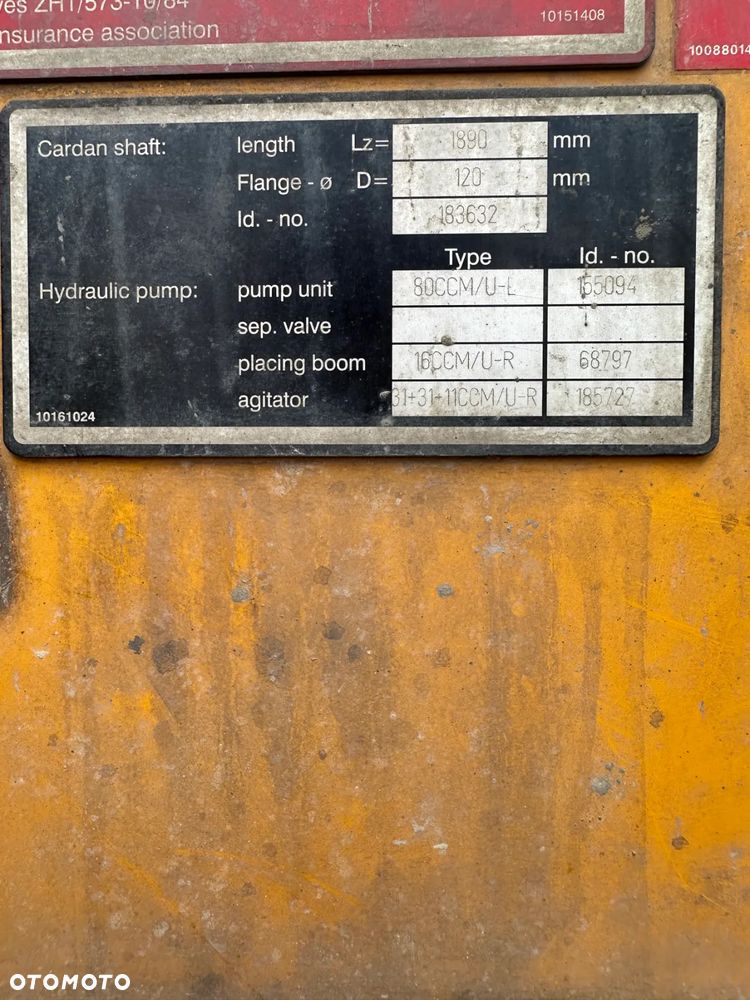 ves ZH1/573-10/84
insurance association
10151408
10088014
Cardan shaft: length Lz= 1890 mm
Flange - ø D= 120 mm
Id. - no. 183632
Type Id. - no.
Hydraulic pump: pump unit 80CCM/U-L 155094
sep. valve
placing boom 16CCM/U-R 68797
agitator 31+31+11CCM/U-R 185727
10161024
OTOMOTO